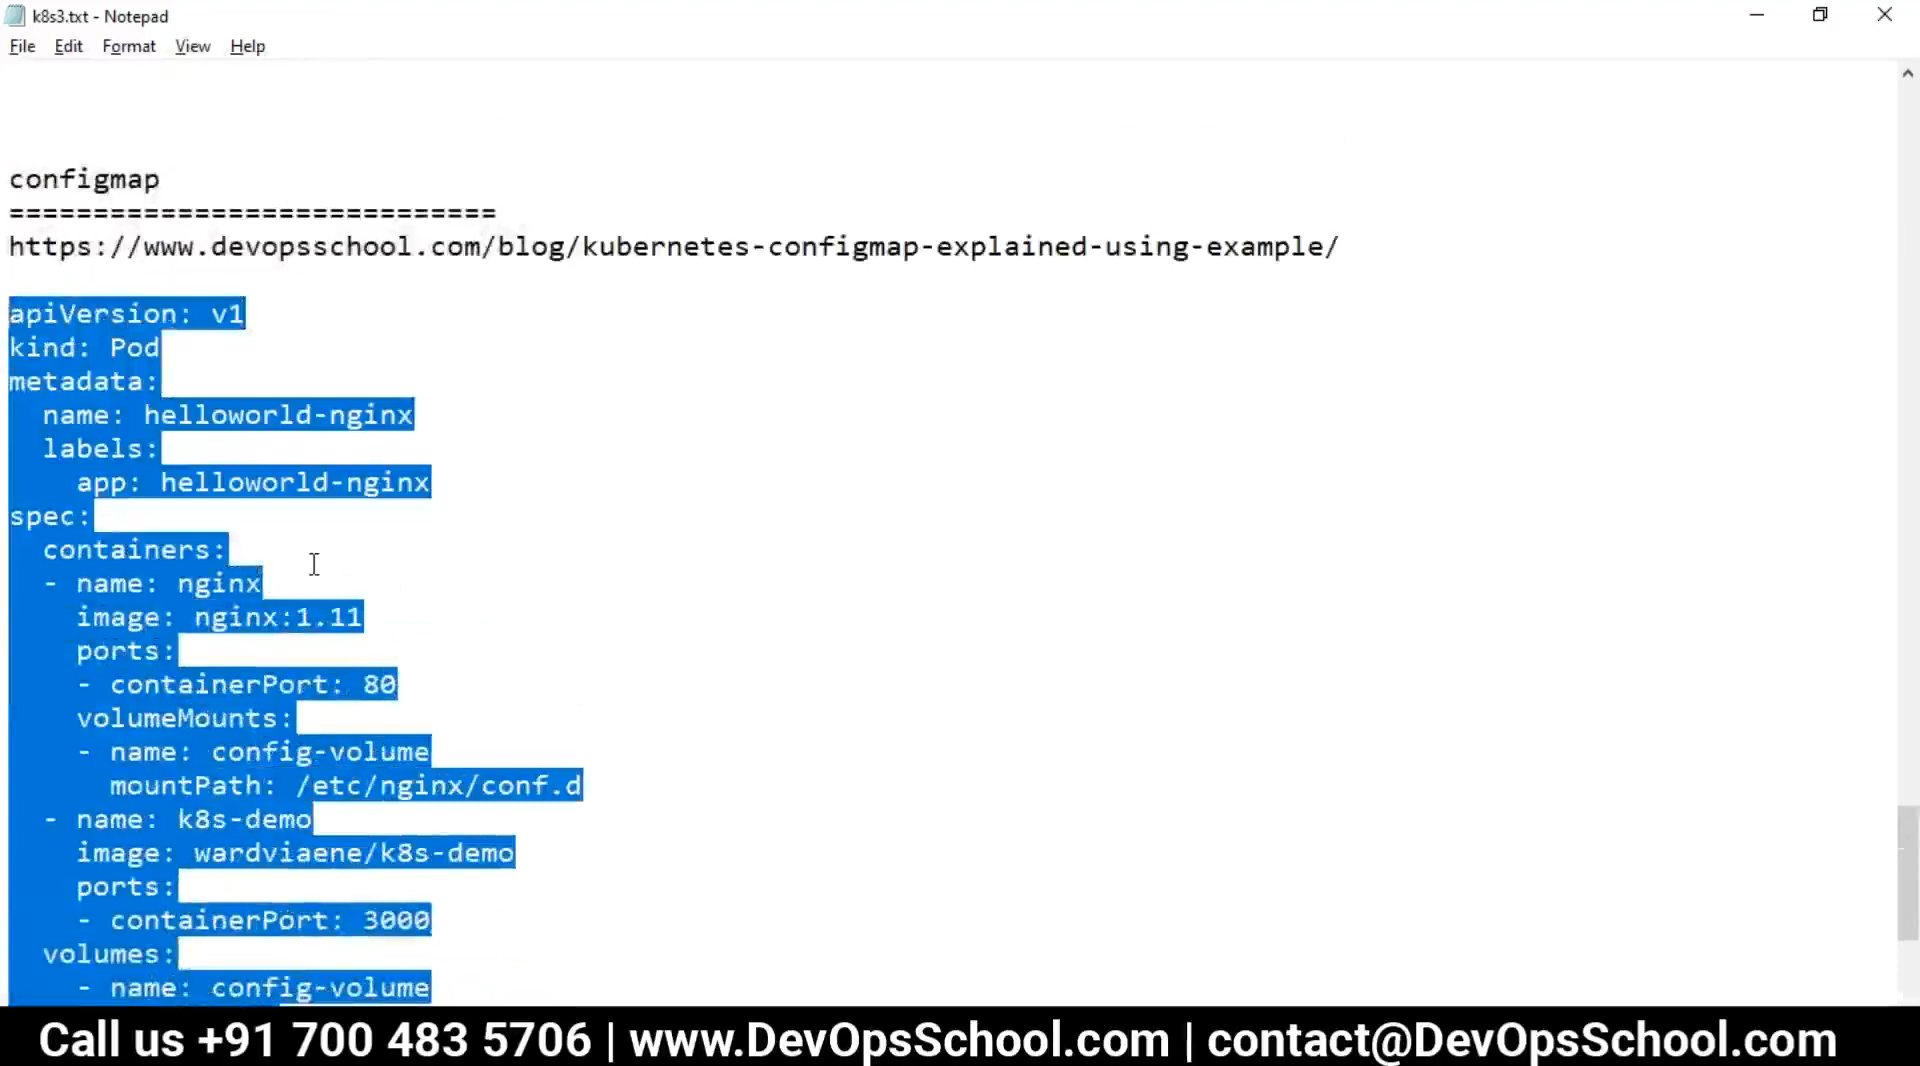 k8s3.txt - Notepad
File Edit Format View Help
configmap
=============================
https://www.devopsschool.com/blog/kubernetes-configmap-explained-using-example/
apiVersion: v1
kind: Pod
metadata:
  name: helloworld-nginx
  labels:
    app: helloworld-nginx
spec:
  containers:
  - name: nginx
    image: nginx:1.11
    ports:
    - containerPort: 80
    volumeMounts:
    - name: config-volume
      mountPath: /etc/nginx/conf.d
  - name: k8s-demo
    image: wardviaene/k8s-demo
    ports:
    - containerPort: 3000
  volumes:
    - name: config-volume
Call us +91 700 483 5706 | www.DevOpsSchool.com | contact@DevOpsSchool.com